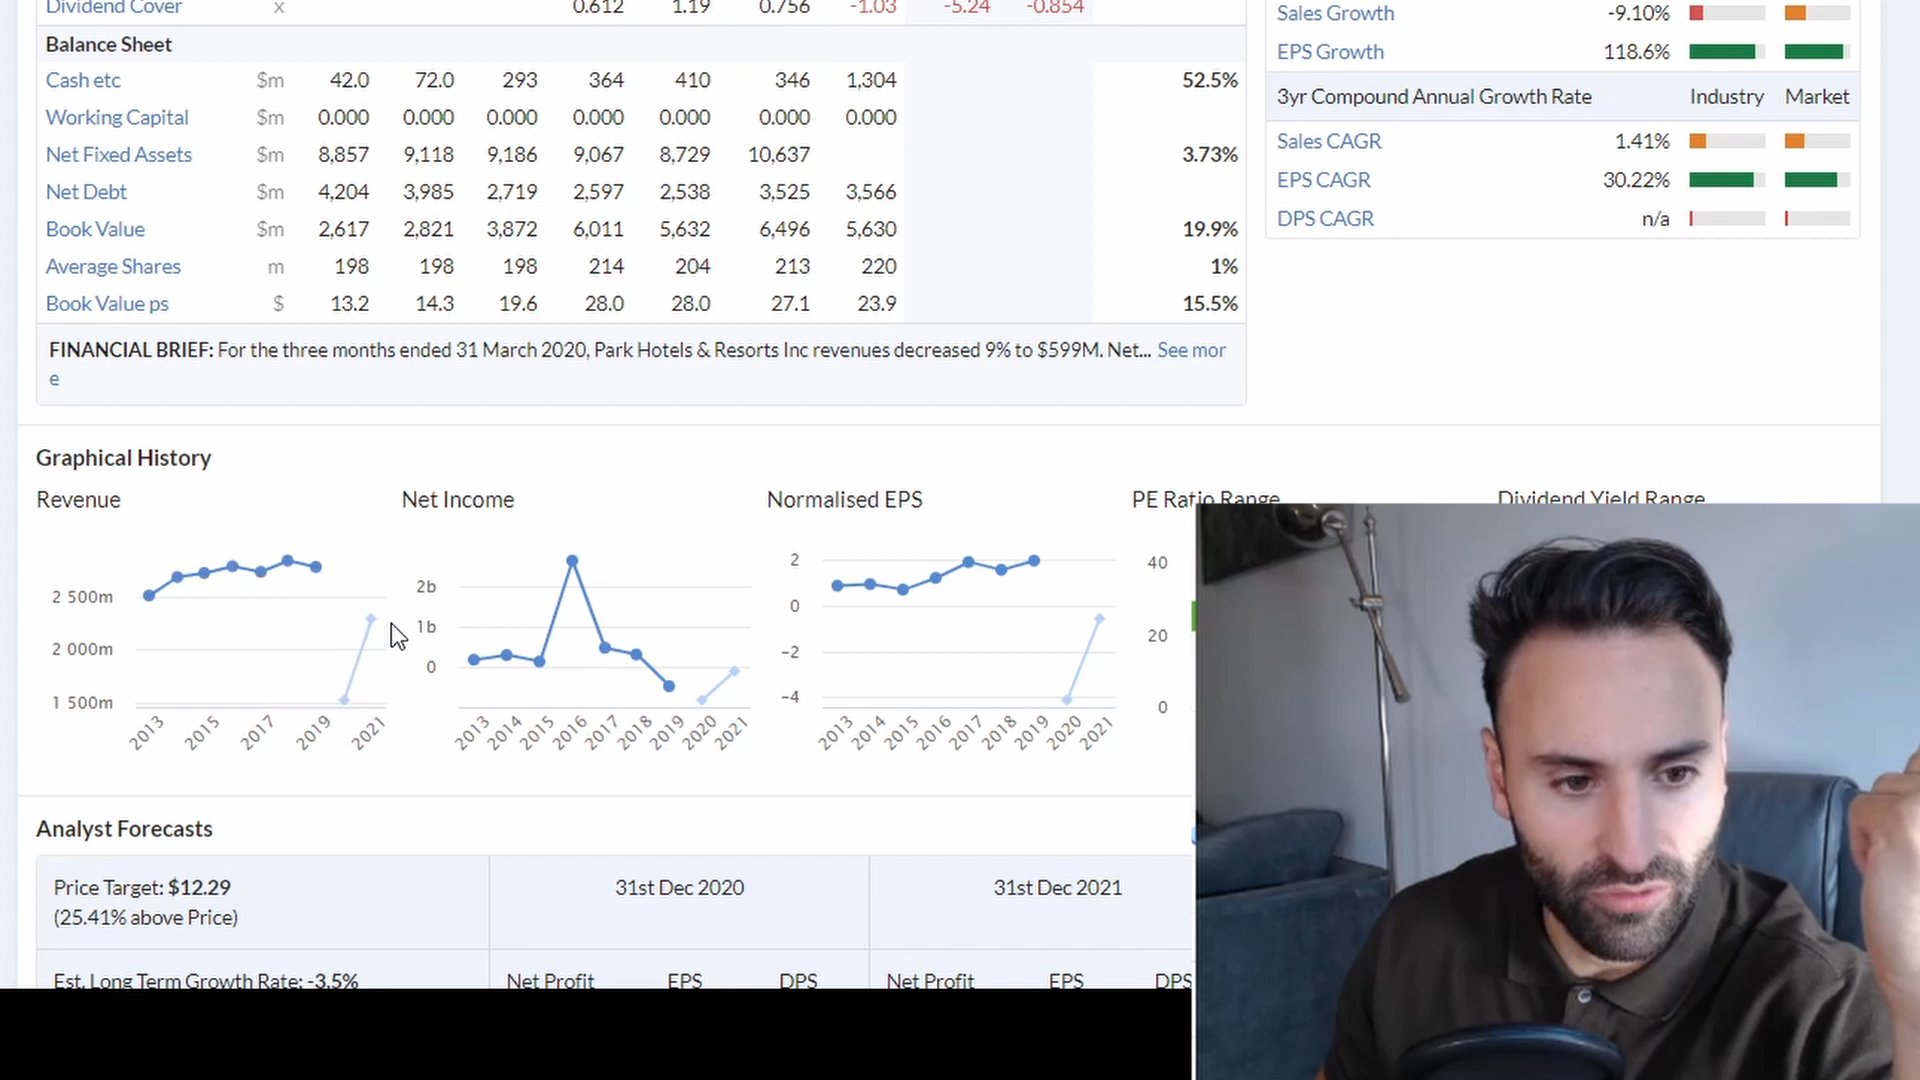 Dividend Cover x 0.612 1.19 0.756 -1.03 -5.24 -0.854
Balance Sheet
Cash etc $m 42.0 72.0 293 364 410 346 1,304 52.5%
Working Capital $m 0.000 0.000 0.000 0.000 0.000 0.000 0.000
Net Fixed Assets $m 8,857 9,118 9,186 9,067 8,729 10,637 3.73%
Net Debt $m 4,204 3,985 2,719 2,597 2,538 3,525 3,566
Book Value $m 2,617 2,821 3,872 6,011 5,632 6,496 5,630 19.9%
Average Shares m 198 198 198 214 204 213 220 1%
Book Value ps $ 13.2 14.3 19.6 28.0 28.0 27.1 23.9 15.5%
FINANCIAL BRIEF: For the three months ended 31 March 2020, Park Hotels & Resorts Inc revenues decreased 9% to $599M. Net... See mor
e
Sales Growth -9.10%
EPS Growth 118.6%
3yr Compound Annual Growth Rate Industry Market
Sales CAGR 1.41%
EPS CAGR 30.22%
DPS CAGR n/a
Graphical History
Revenue
2 500m
2 000m
1 500m
2013 2015 2017 2019 2021
Net Income
2b
1b
0
2013 2014 2015 2016 2017 2018 2019 2020 2021
Normalised EPS
2
0
-2
-4
2013 2014 2015 2016 2017 2018 2019 2020 2021
PE Ratio Range
40
20
0
Dividend Yield Range
Analyst Forecasts
Price Target: $12.29
(25.41% above Price)
31st Dec 2020 31st Dec 2021
Est. Long Term Growth Rate: -3.5% Net Profit EPS DPS Net Profit EPS DPS